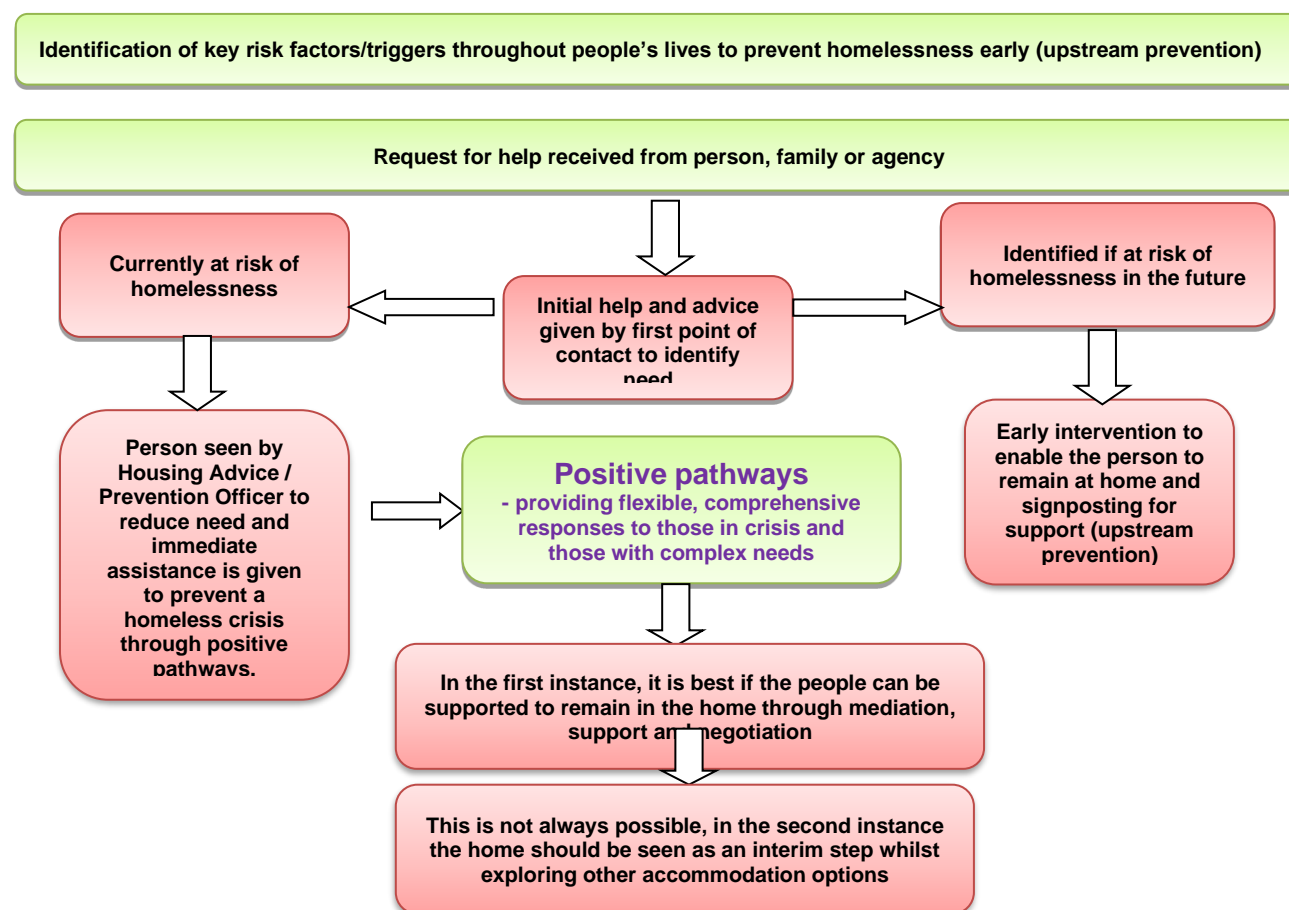 Identification of key risk factors/triggers throughout people's lives to prevent homelessness early (upstream prevention)
Request for help received from person, family or agency
Currently at risk of
homelessness
Initial help and advice
given by first point of
contact to identify
need
Identified if at risk of
homelessness in the future
Person seen by
Housing Advice /
Prevention Officer to
reduce need and
immediate
assistance is given
to prevent a
homeless crisis
through positive
pathways.
Positive pathways
- providing flexible, comprehensive
responses to those in crisis and
those with complex needs
Early intervention to
enable the person to
remain at home and
signposting for
support (upstream
prevention)
In the first instance, it is best if the people can be
supported to remain in the home through mediation,
support and negotiation
This is not always possible, in the second instance
the home should be seen as an interim step whilst
exploring other accommodation options